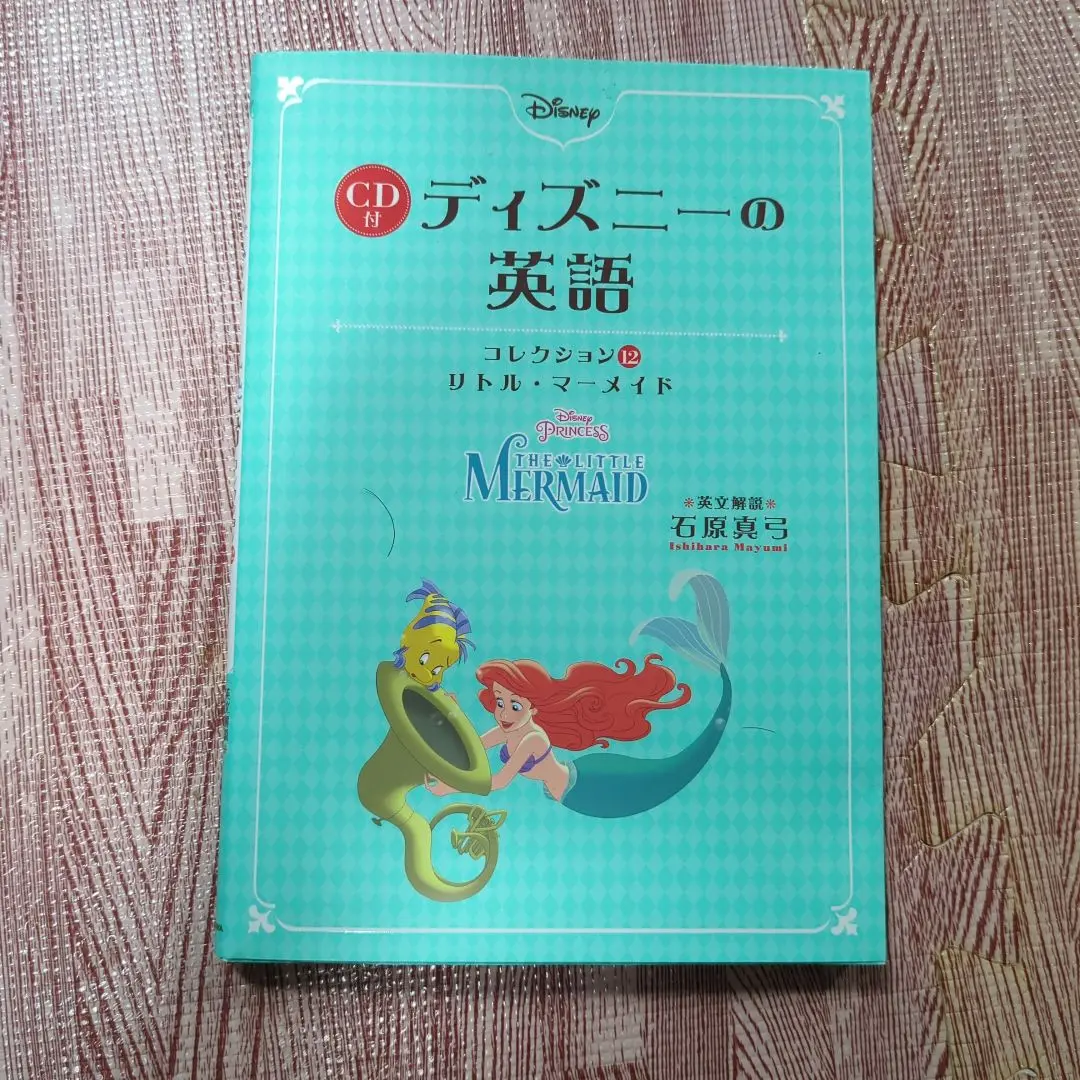 Disney
CD
付
ディズニーの
英語
コレクション12
リトル・マーメイド
Disney
PRINCESS
THE LITTLE
MERMAID
*英文解説*
石原真弓
Ishihara Mayumi